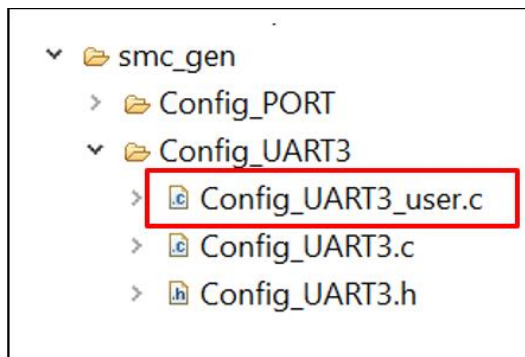 smc_gen
Config_PORT
Config_UART3
.c Config_UART3_user.c
.c Config_UART3.c
.h Config_UART3.h